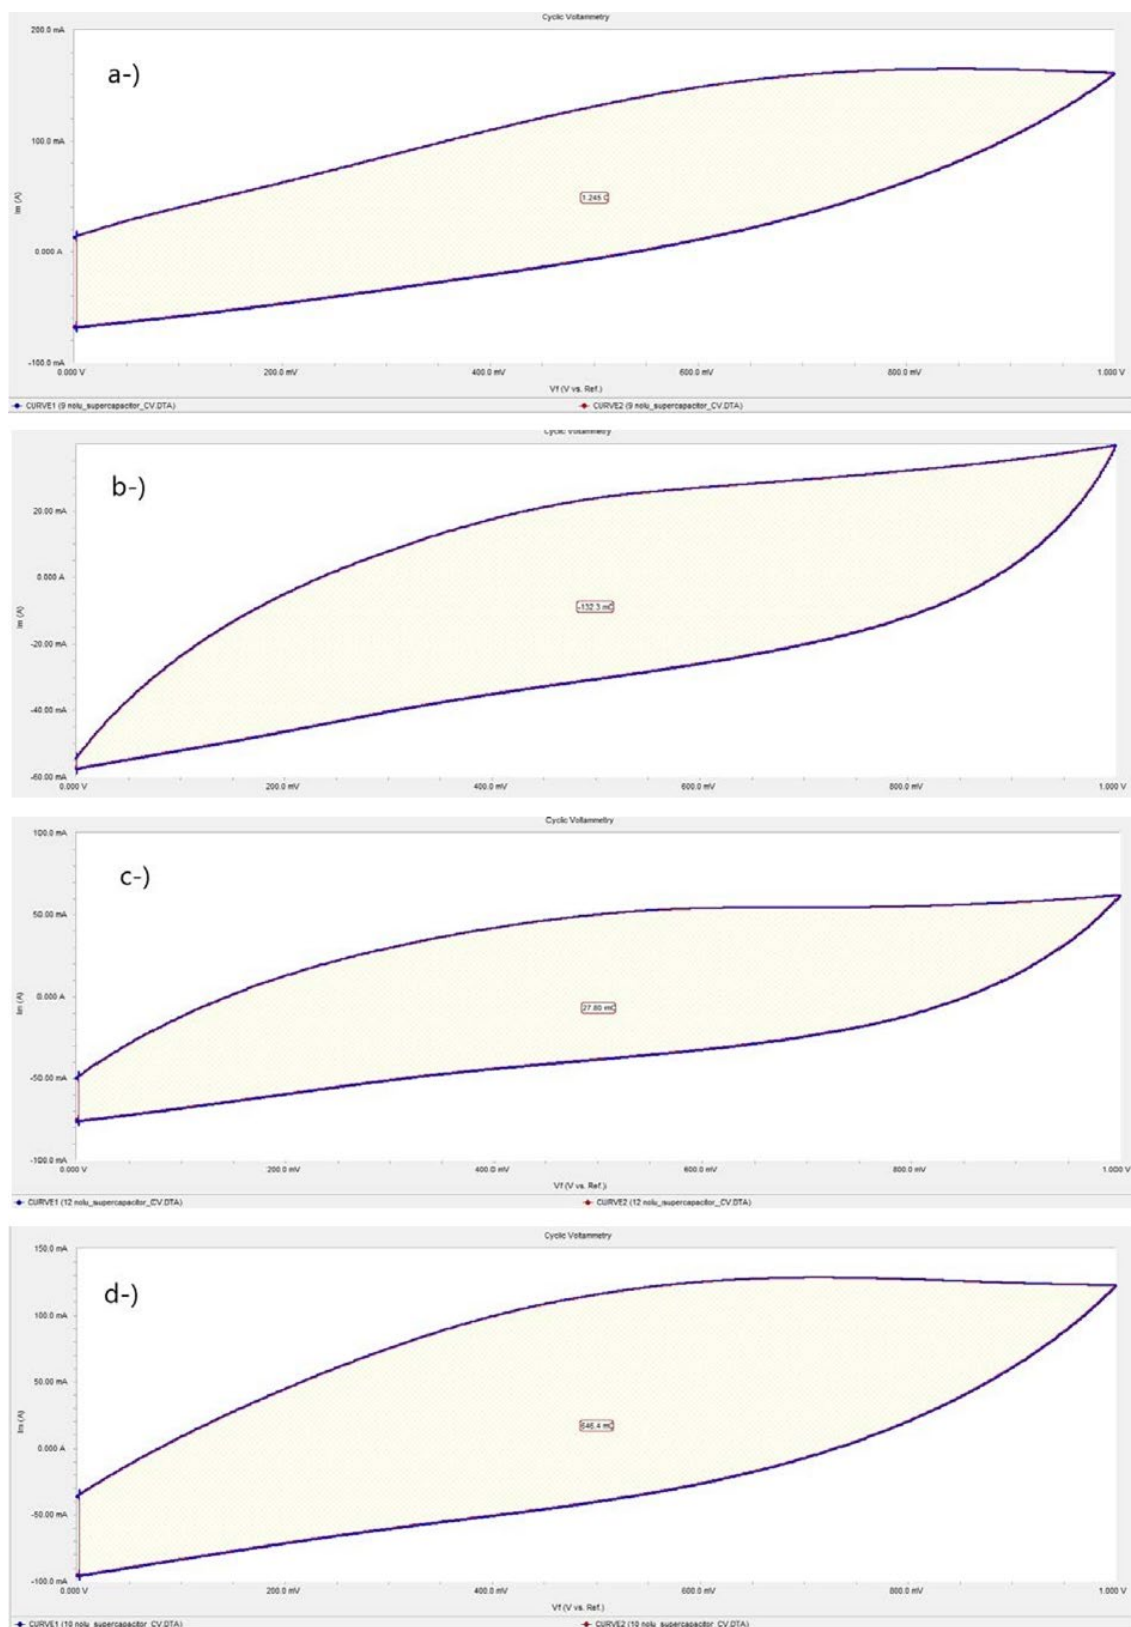 Cyclic Voltammetry
200.0 mA
a-)
100.0 mA
Im (A)
1.245 C
0.000 A
-100.0 mA
0.000 V 200.0 mV 400.0 mV 600.0 mV 800.0 mV 1.000 V
Vf (V vs. Ref.)
CURVE1 (9 nolu_supercapacitor_CV.DTA) CURVE2 (9 nolu_supercapacitor_CV.DTA)
Cyclic Voltammetry
b-)
20.00 mA
0.000 A
-132.3 mC
Im (A)
-20.00 mA
-40.00 mA
-60.00 mA
0.000 V 200.0 mV 400.0 mV 600.0 mV 800.0 mV 1.000 V
Cyclic Voltammetry
100.0 mA
c-)
50.00 mA
0.000 A
Im (A)
27.80 mC
-50.00 mA
-100.0 mA
0.000 V 200.0 mV 400.0 mV 600.0 mV 800.0 mV 1.000 V
Vf (V vs. Ref.)
CURVE1 (12 nolu_supercapacitor_CV.DTA) CURVE2 (12 nolu_supercapacitor_CV.DTA)
Cyclic Voltammetry
150.0 mA
d-)
100.0 mA
50.00 mA
Im (A)
646.4 mC
0.000 A
-50.00 mA
-100.0 mA
0.000 V 200.0 mV 400.0 mV 600.0 mV 800.0 mV 1.000 V
Vf (V vs. Ref.)
CURVE1 (10 nolu_supercapacitor_CV.DTA) CURVE2 (10 nolu_supercapacitor_CV.DTA)